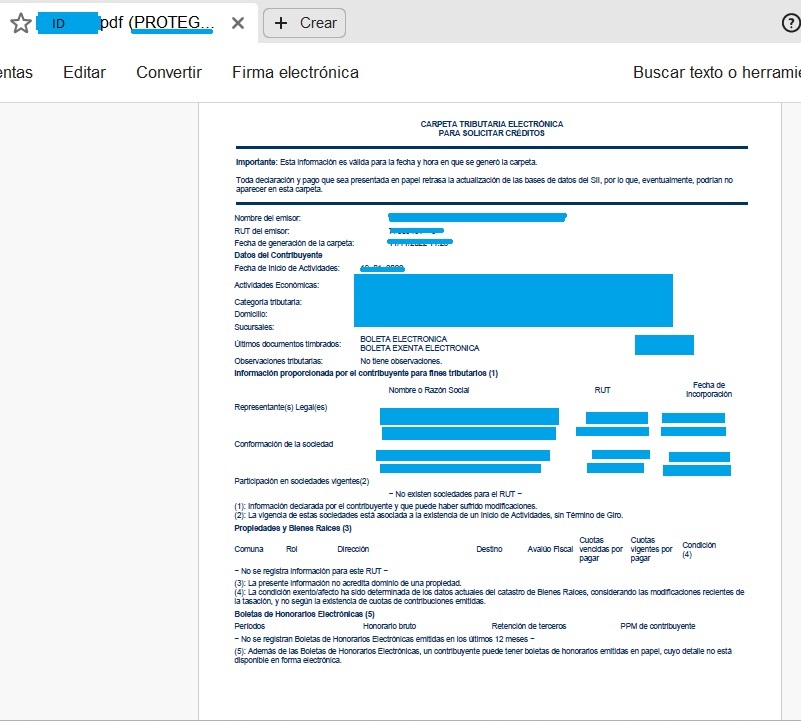 ID pdf (PROTEG...
Crear
Editar Convertir Firma electrónica Buscar texto o
CARPETA TRIBUTARIA ELECTRÓNICA
PARA SOLICITAR CRÉDITOS
Importante: Esta información es válida para la fecha y hora en que se generó la carpeta.
Toda declaración y pago que sea presentada en papel retrasa la actualización de las bases de datos del SII, por lo que, eventualmente, podrían no
aparecer en esta carpeta.
Nombre del emisor:
RUT del emisor:
Fecha de generación de la carpeta:
Datos del Contribuyente
Fecha de Inicio de Actividades:
Actividades Económicas:
Categoría tributaria:
Domicilio:
Sucursales:
Últimos documentos timbrados: BOLETA ELECTRONICA
BOLETA EXENTA ELECTRONICA
Observaciones tributarias: No tiene observaciones.
Información proporcionada por el contribuyente para fines tributarios (1)
Nombre o Razón Social RUT Fecha de
Incorporación
Representante(s) Legal(es)
Conformación de la sociedad
Participación en sociedades vigentes(2)
– No existen sociedades para el RUT –
(1): Información declarada por el contribuyente y que puede haber sufrido modificaciones.
(2): La vigencia de estas sociedades está asociada a la existencia de un Inicio de Actividades, sin Término de Giro.
Propiedades y Bienes Raíces (3)
Comuna Rol Dirección Destino Avalúo Fiscal Cuotas vencidas por pagar Cuotas vigentes por pagar Condición (4)
– No se registra información para este RUT –
(3): La presente información no acredita dominio de una propiedad.
(4): La condición exento/afecto ha sido determinada de los datos actuales del catastro de Bienes Raíces, considerando las modificaciones recientes de
la tasación, y no según la existencia de cuotas de contribuciones emitidas.
Boletas de Honorarios Electrónicas (5)
Períodos Honorario bruto Retención de terceros PPM de contribuyente
– No se registran Boletas de Honorarios Electrónicas emitidas en los últimos 12 meses –
(5): Además de las Boletas de Honorarios Electrónicas, un contribuyente puede tener boletas de honorarios emitidas en papel, cuyo detalle no está
disponible en forma electrónica.